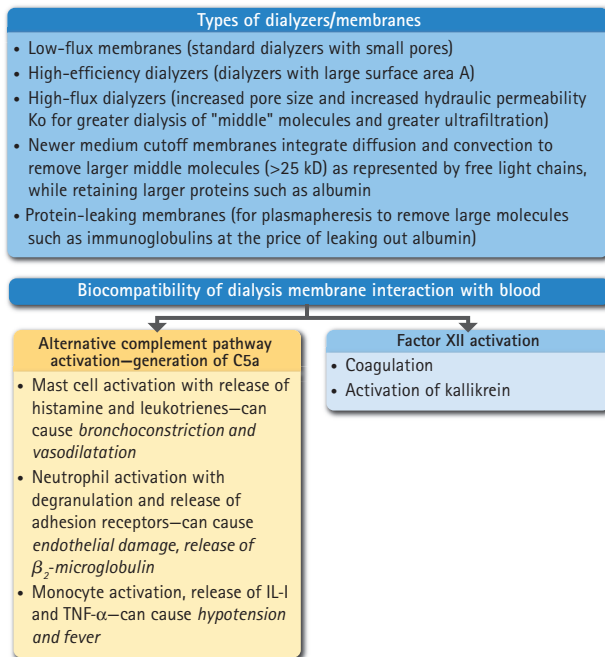 Types of dialyzers/membranes
• Low-flux membranes (standard dialyzers with small pores)
• High-efficiency dialyzers (dialyzers with large surface area A)
• High-flux dialyzers (increased pore size and increased hydraulic permeability
Ko for greater dialysis of "middle" molecules and greater ultrafiltration)
• Newer medium cutoff membranes integrate diffusion and convection to
remove larger middle molecules (>25 kD) as represented by free light chains,
while retaining larger proteins such as albumin
• Protein-leaking membranes (for plasmapheresis to remove large molecules
such as immunoglobulins at the price of leaking out albumin)
Biocompatibility of dialysis membrane interaction with blood
Alternative complement pathway
activation—generation of C5a
• Mast cell activation with release of
histamine and leukotrienes—can
cause bronchoconstriction and
vasodilatation
• Neutrophil activation with
degranulation and release of
adhesion receptors—can cause
endothelial damage, release of
β₂-microglobulin
• Monocyte activation, release of IL-I
and TNF-α—can cause hypotension
and fever
Factor XII activation
• Coagulation
• Activation of kallikrein